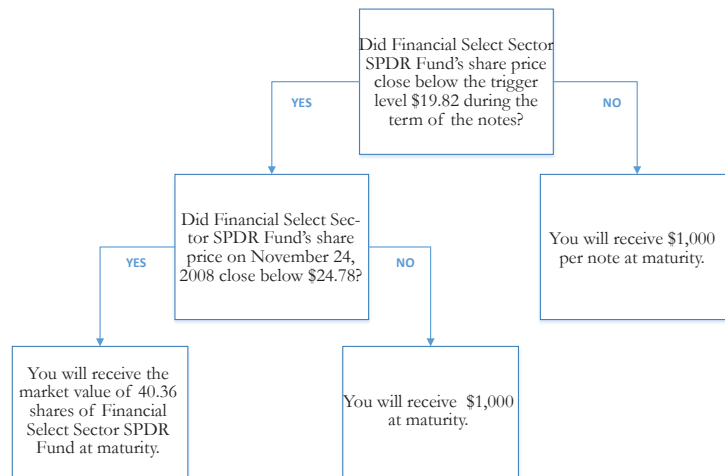 Did Financial Select Sector
SPDR Fund's share price
close below the trigger
level $19.82 during the
term of the notes?
YES
NO
Did Financial Select Sec-
tor SPDR Fund's share
price on November 24,
2008 close below $24.78?
You will receive $1,000
per note at maturity.
YES
NO
You will receive the
market value of 40.36
shares of Financial
Select Sector SPDR
Fund at maturity.
You will receive $1,000
at maturity.